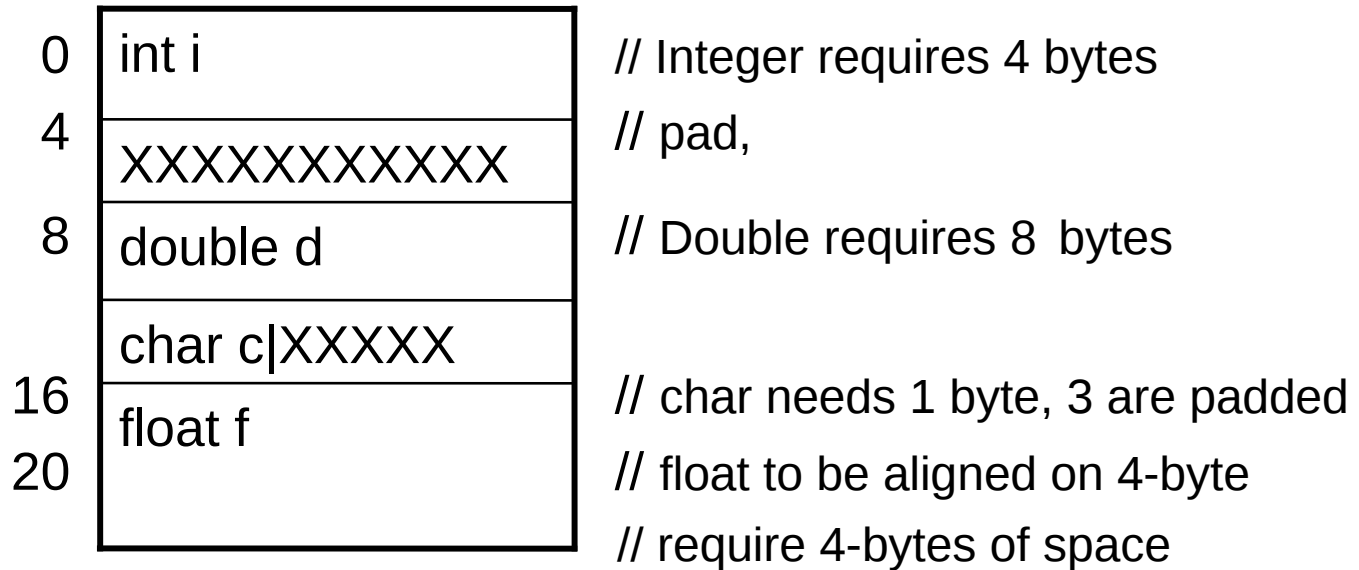 0 int i // Integer requires 4 bytes
4 // pad,
XXXXXXXXXXX
8 double d // Double requires 8 bytes
char c|XXXXX
16 // char needs 1 byte, 3 are padded
float f
20 // float to be aligned on 4-byte
// require 4-bytes of space